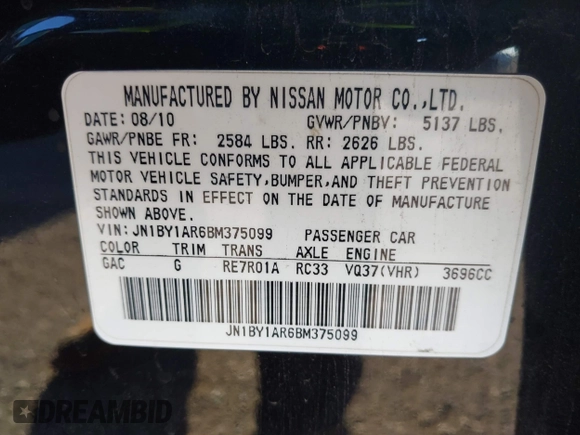 MANUFACTURED BY NISSAN MOTOR CO.,LTD.
DATE: 08/10 GVWR/PNBV: 5137 LBS.
GAWR/PNBE FR: 2584 LBS. RR: 2626 LBS.
THIS VEHICLE CONFORMS TO ALL APPLICABLE FEDERAL
MOTOR VEHICLE SAFETY,BUMPER,AND THEFT PREVENTION
STANDARDS IN EFFECT ON THE DATE OF MANUFACTURE
SHOWN ABOVE.
VIN:JN1BY1AR6BM375099 PASSENGER CAR
COLOR TRIM TRANS AXLE ENGINE
GAC G RE7R01A RC33 VQ37(VHR) 3696CC
JN1BY1AR6BM375099
DREAMBID